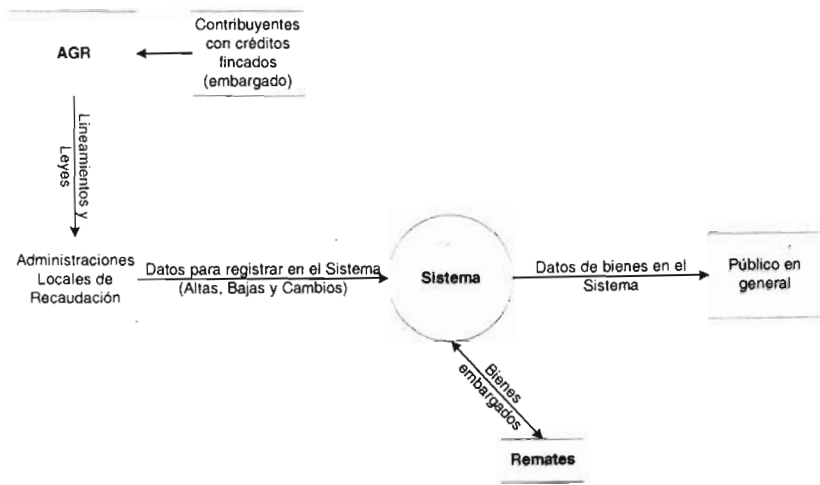 Contribuyentes
con créditos
fincados
(embargado)
AGR
Lineamientos y
Leyes
Administraciones
Locales de
Recaudación
Datos para registrar en el Sistema
(Altas, Bajas y Cambios)
Sistema
Datos de bienes en el
Sistema
Público en
general
Bienes
embargados
Remates